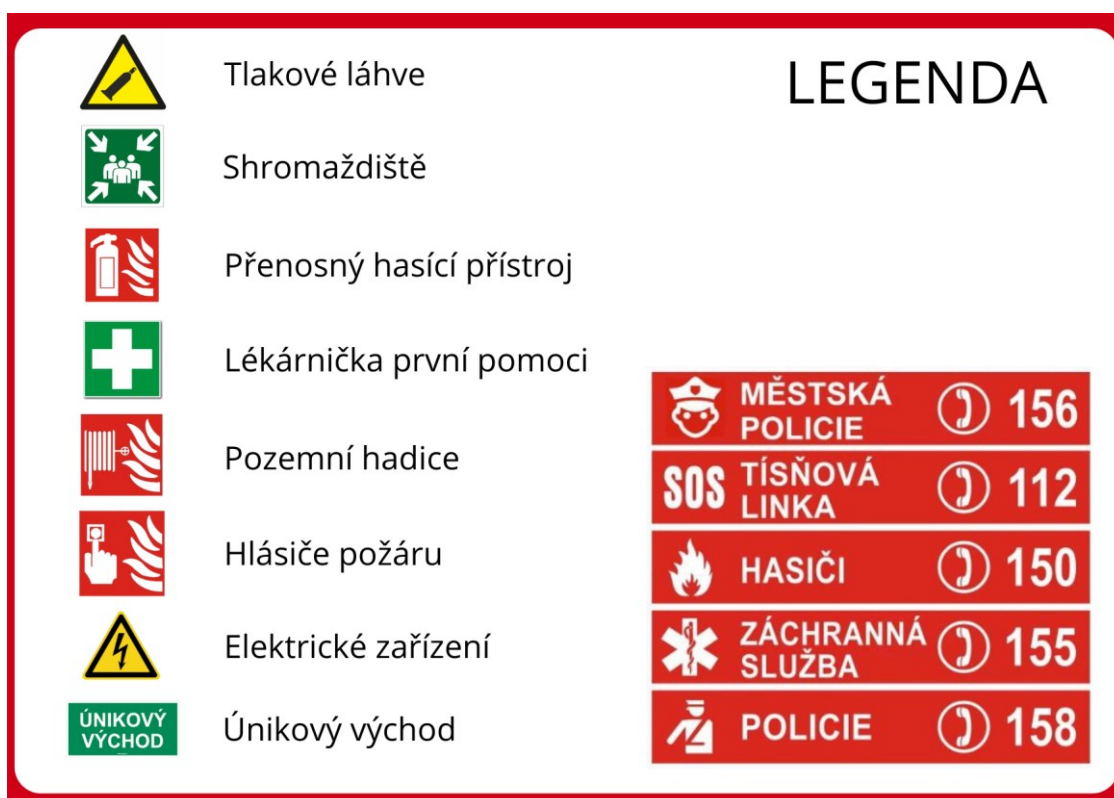 LEGENDA
Tlakové láhve
Shromaždiště
Přenosný hasící přístroj
Lékárnička první pomoci
Pozemní hadice
Hlásiče požáru
Elektrické zařízení
ÚNIKOVÝ
VÝCHOD
Únikový východ
MĚSTSKÁ
POLICIE
156
SOS
TÍSŇOVÁ
LINKA
112
HASIČI
150
ZÁCHRANNÁ
SLUŽBA
155
POLICIE
158